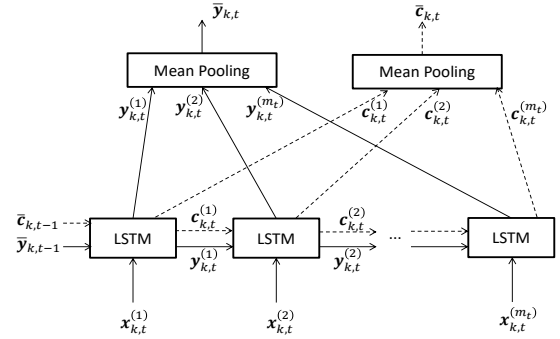 ȳ_{k,t} c̄_{k,t}
Mean Pooling Mean Pooling
y_{k,t}^{(1)} y_{k,t}^{(2)} y_{k,t}^{(m_t)} c_{k,t}^{(1)} c_{k,t}^{(2)} c_{k,t}^{(m_t)}
c̄_{k,t−1} c_{k,t}^{(1)} c_{k,t}^{(2)}
LSTM LSTM ... LSTM
ȳ_{k,t−1} y_{k,t}^{(1)} y_{k,t}^{(2)}
x_{k,t}^{(1)} x_{k,t}^{(2)} x_{k,t}^{(m_t)}